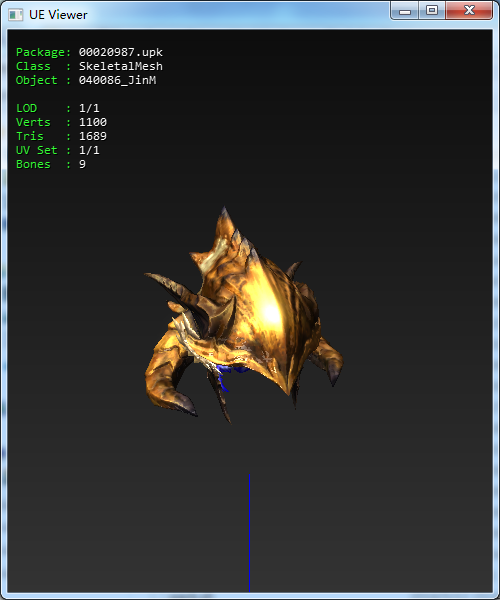 UE Viewer
Package: 00020987.upk
Class : SkeletalMesh
Object : 040086_JinM
LOD : 1/1
Verts : 1100
Tris : 1689
UV Set : 1/1
Bones : 9